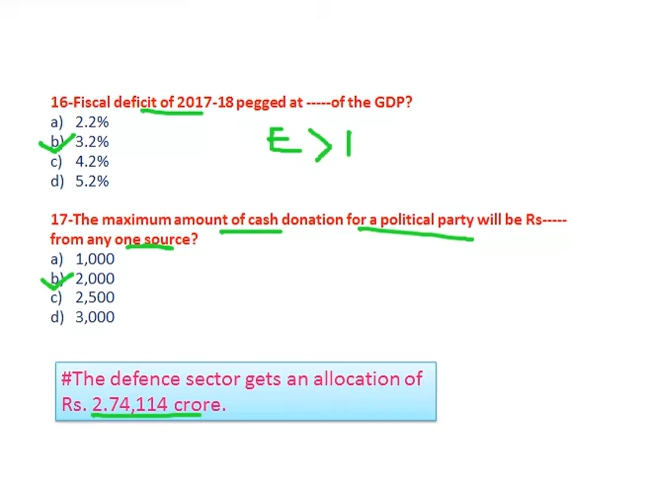 16-Fiscal deficit of 2017-18 pegged at -----of the GDP?
a) 2.2%
b) 3.2%
c) 4.2%
d) 5.2%
E > I
17-The maximum amount of cash donation for a political party will be Rs-----
from any one source?
a) 1,000
b) 2,000
c) 2,500
d) 3,000
#The defence sector gets an allocation of
Rs. 2.74,114 crore.